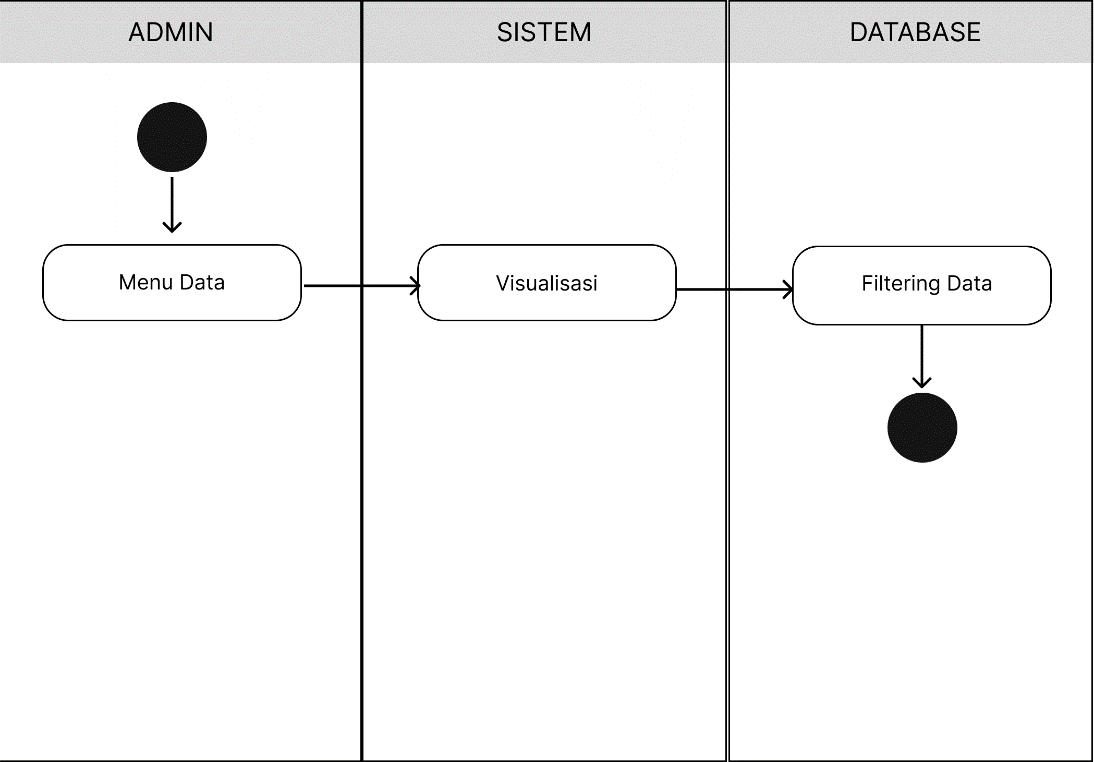 ADMIN
SISTEM
DATABASE
Menu Data
Visualisasi
Filtering Data